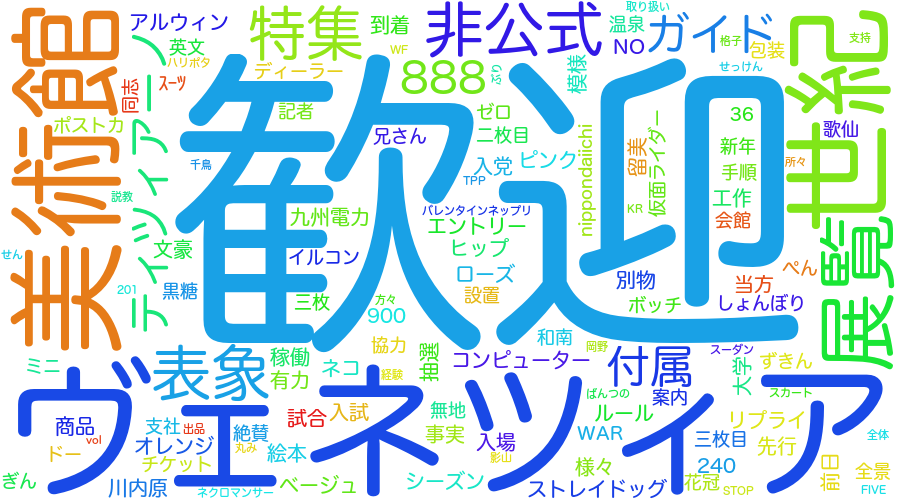 アルウィン
特集
到着
非公式
取り扱い
温泉
ガイド
世紀
支持
美術館
英文
ハリポタ
WF
NO
格子
包装
ディーラー
888
模様
せっけん
同志
スーツ
記者
ゼロ
36
歌仙
ポストカ
兄さん
二枚目
nippondaiichi
留美
仮面ライダー
新年
千鳥
歓迎
入党
ピンク
手順
所々
TPP
説教
KR
工作
九州電力
バレンタインネップリ
エントリー
会館
文豪
ヒップ
展覧
せん
イルコン
ローズ
別物
当方
ぺん
ティツィアーノ
201
黒糖
三枚
方々
900
設置
ボッチ
しょんぼり
和南
協力
岡野
スーダン
ミニ
表象
稼働
ネコ
抽選
コンピューター
付属
太学
ずきん
有力
経験
ぱんつの
案内
スカート
ヴェネツィア
商品
支社
出品
試合
入試
無地
ルール
リプライ
vol
オレンジ
絶賛
事実
WAR
三枚目
先行
全体
ドー
丸み
絵本
入場
チケット
影山
様々
240
前日
全景
ぎん
川内原
ベージュ
シーズン
花冠
ネクロマンサー
ストレイドッグ
STOP
FIVE